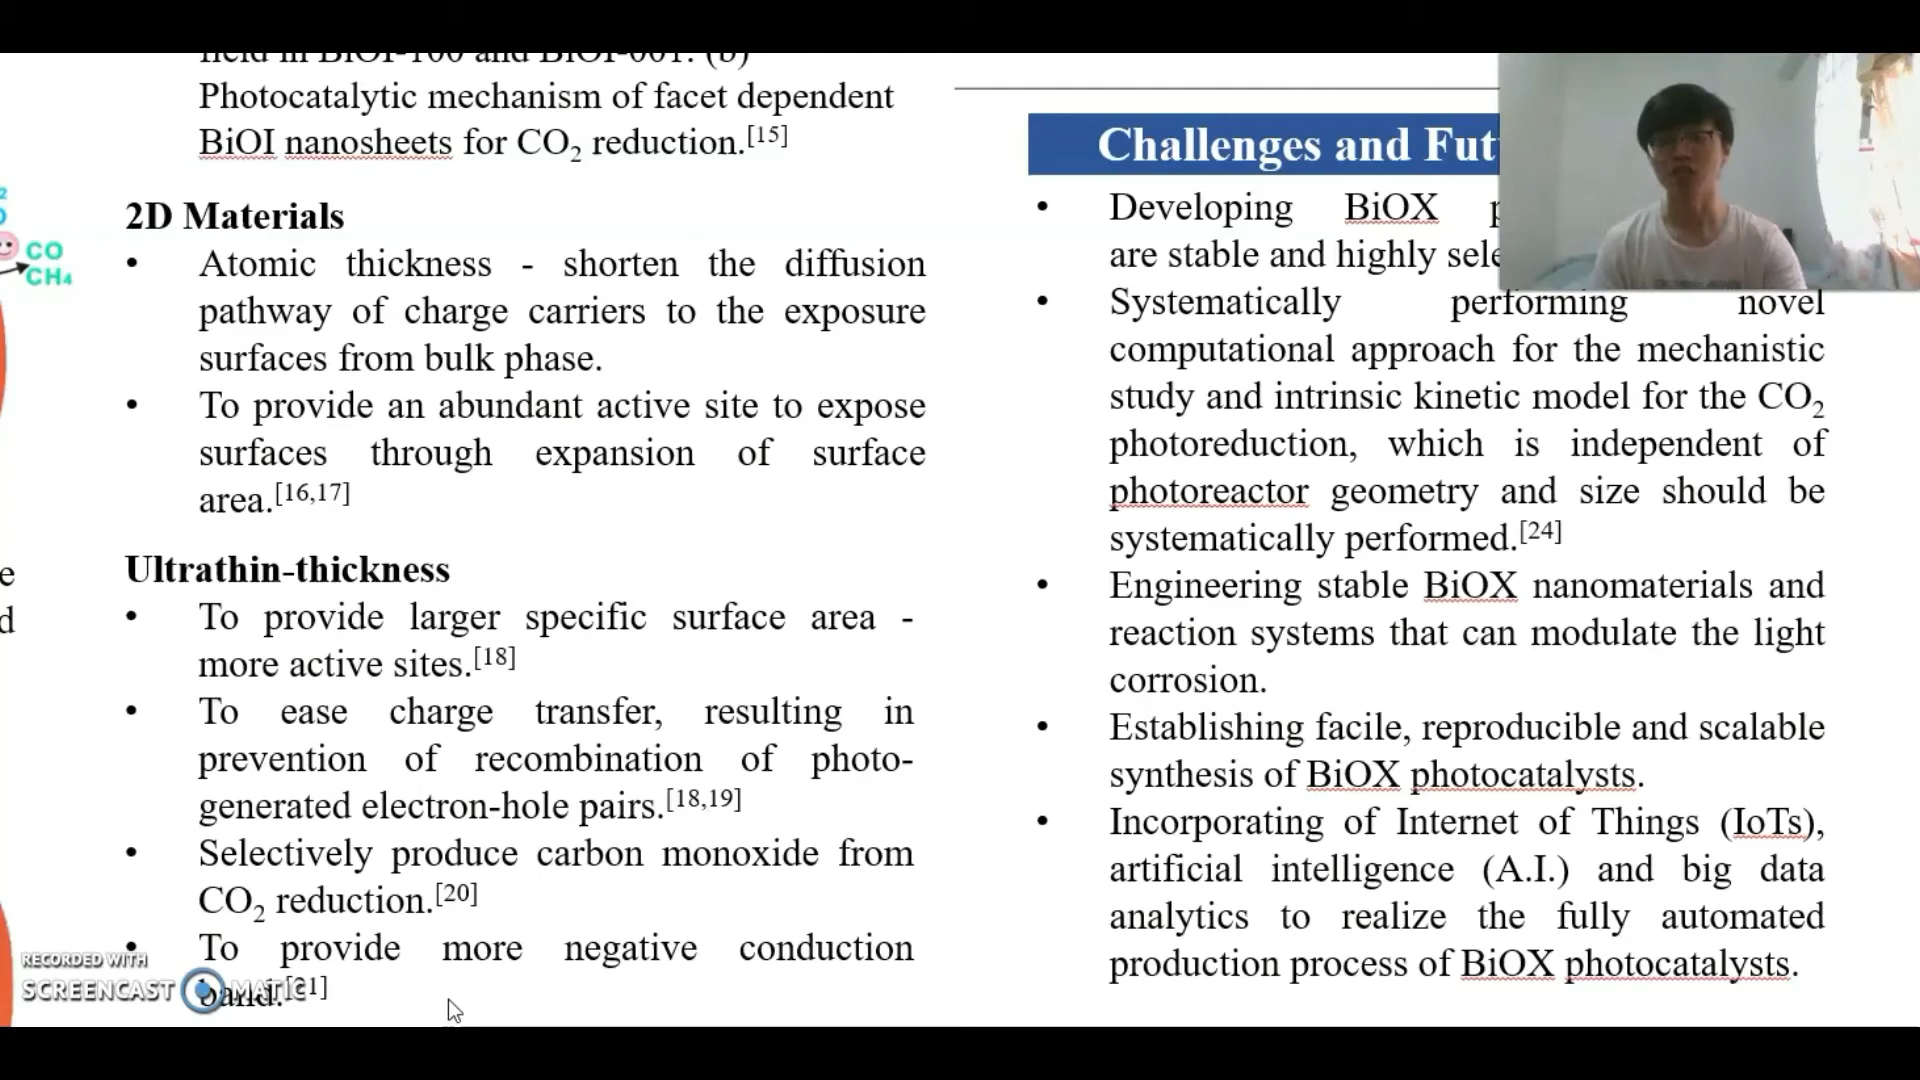 Photocatalytic mechanism of facet dependent
BiOI nanosheets for CO₂ reduction.[15]
2D Materials
• Atomic thickness - shorten the diffusion
pathway of charge carriers to the exposure
surfaces from bulk phase.
• To provide an abundant active site to expose
surfaces through expansion of surface
area.[16,17]
Ultrathin-thickness
• To provide larger specific surface area -
more active sites.[18]
• To ease charge transfer, resulting in
prevention of recombination of photo-
generated electron-hole pairs.[18,19]
• Selectively produce carbon monoxide from
CO₂ reduction.[20]
• To provide more negative conduction
band.[21]
CO
CH₄
e
d
RECORDED WITH
SCREENCAST MATIC
Challenges and Fut
• Developing BiOX p
are stable and highly sele
• Systematically performing novel
computational approach for the mechanistic
study and intrinsic kinetic model for the CO₂
photoreduction, which is independent of
photoreactor geometry and size should be
systematically performed.[24]
• Engineering stable BiOX nanomaterials and
reaction systems that can modulate the light
corrosion.
• Establishing facile, reproducible and scalable
synthesis of BiOX photocatalysts.
• Incorporating of Internet of Things (IoTs),
artificial intelligence (A.I.) and big data
analytics to realize the fully automated
production process of BiOX photocatalysts.